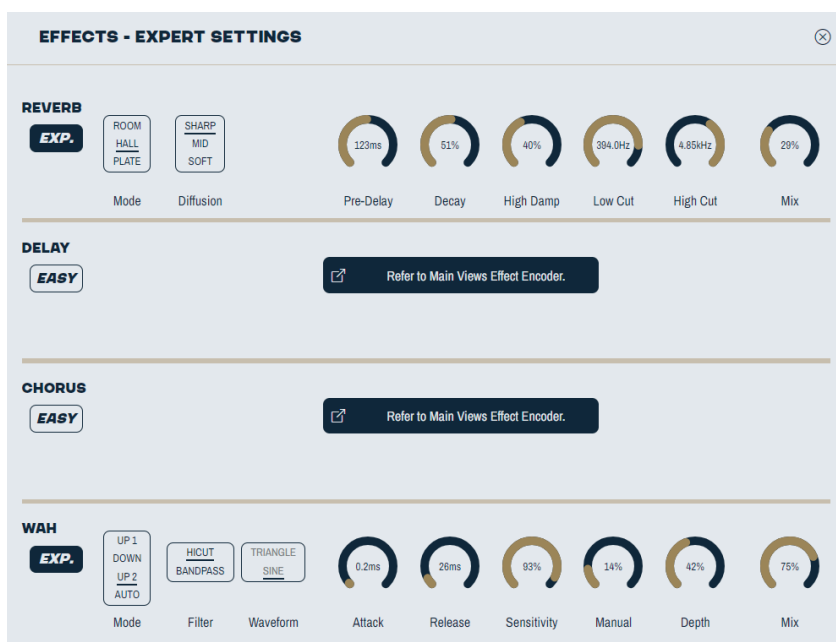 EFFECTS - EXPERT SETTINGS
REVERB
EXP.
ROOM
HALL
PLATE
Mode
SHARP
MID
SOFT
Diffusion
123ms
Pre-Delay
51%
Decay
40%
High Damp
394.0Hz
Low Cut
4.85kHz
High Cut
29%
Mix
DELAY
EASY
Refer to Main Views Effect Encoder.
CHORUS
EASY
Refer to Main Views Effect Encoder.
WAH
EXP.
UP 1
DOWN
UP 2
AUTO
Mode
HICUT
BANDPASS
Filter
TRIANGLE
SINE
Waveform
0.2ms
Attack
26ms
Release
93%
Sensitivity
14%
Manual
42%
Depth
75%
Mix